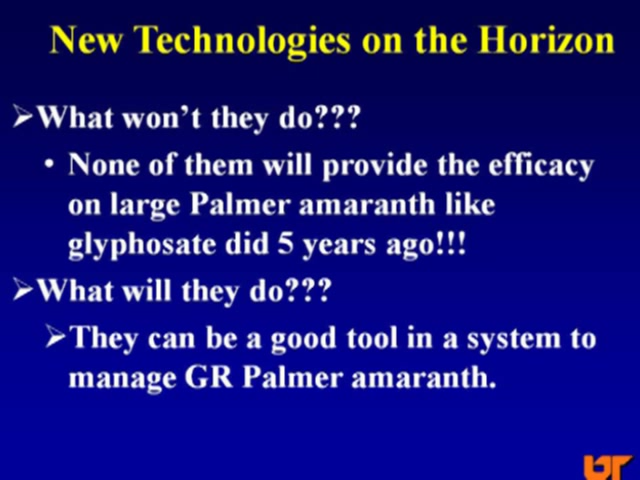 New Technologies on the Horizon
➢What won't they do???
• None of them will provide the efficacy
on large Palmer amaranth like
glyphosate did 5 years ago!!!
➢What will they do???
➢They can be a good tool in a system to
manage GR Palmer amaranth.
UT